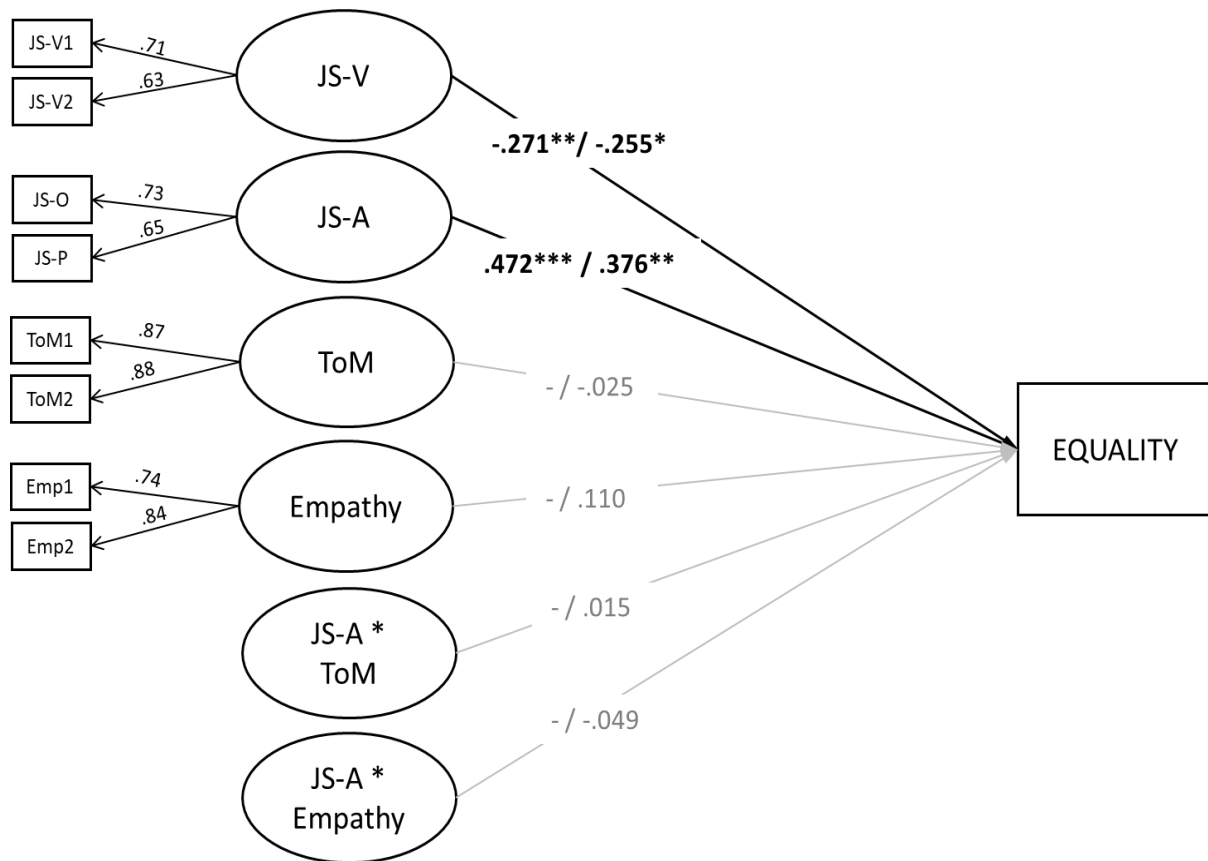 JS-V1
.71
JS-V2
.63
JS-V
-.271**/ -.255*
JS-O
.73
JS-P
.65
JS-A
.472*** / .376**
ToM1
.87
ToM2
.88
ToM
- / -.025
EQUALITY
Emp1
.74
Emp2
.84
Empathy
- / .110
JS-A *
ToM
- / .015
JS-A *
Empathy
- / -.049